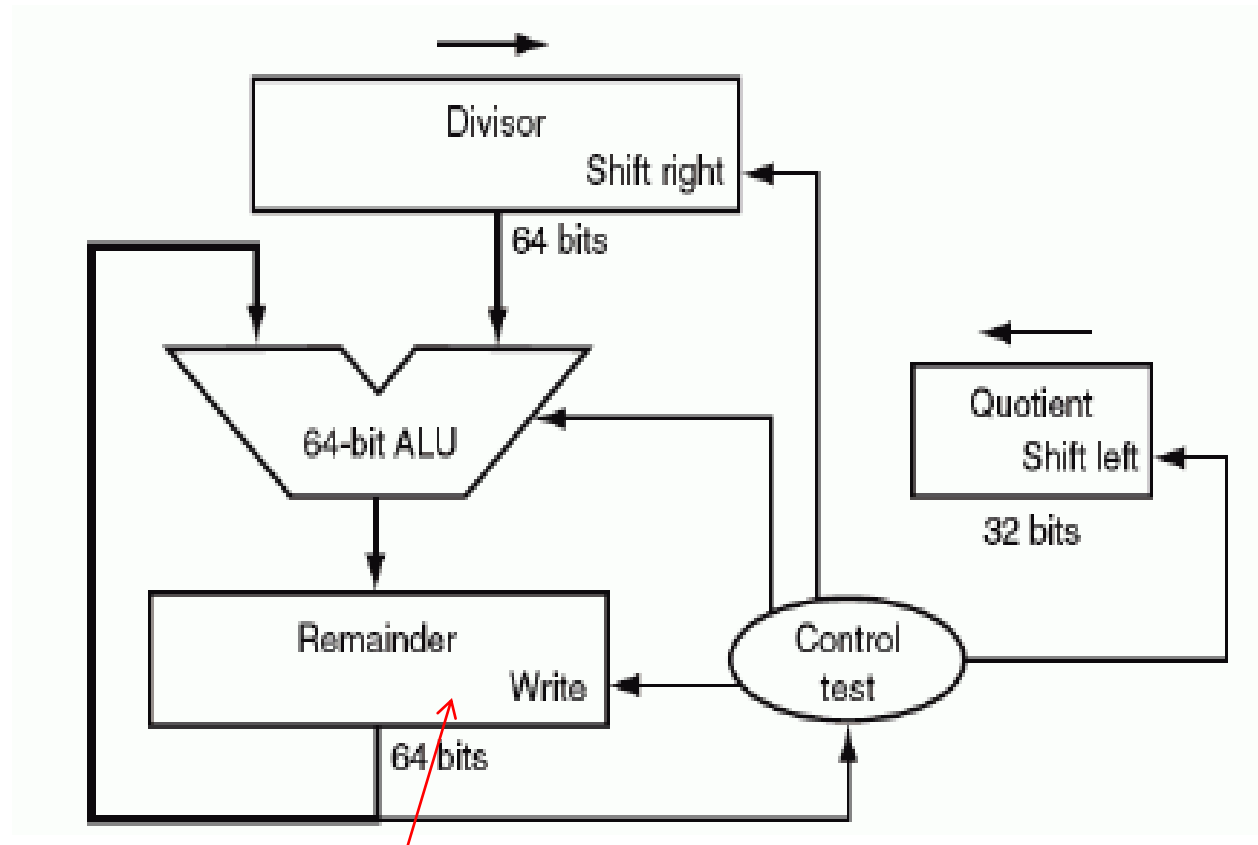 Divisor
Shift right
64 bits
64-bit ALU
Quotient
Shift left
32 bits
Remainder
Write
64 bits
Control
test